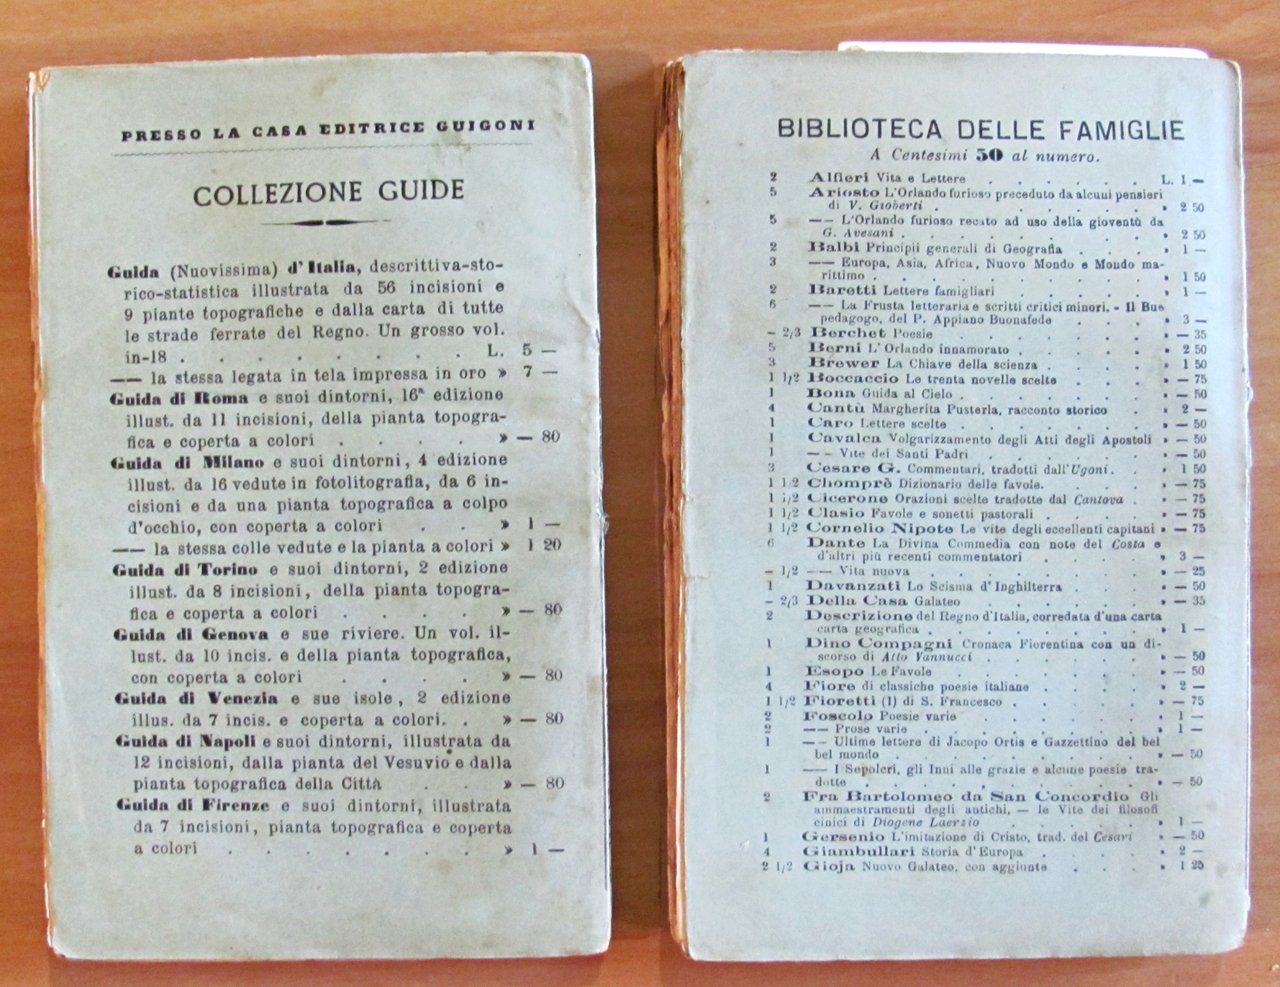 PRESSO LA CASA EDITRICE GUIGONI
COLLEZIONE GUIDE
Guida (Nuovissima) d'Italia, descrittiva-sto-
rico-statistica illustrata da 56 incisioni e
9 piante topografiche e dalla carta di tutte
le strade ferrate del Regno. Un grosso vol.
in-18 . . . . . . . . L. 5 —
—— la stessa legata in tela impressa in oro » 7 —
Guida di Roma e suoi dintorni, 16ª edizione
illust. da 11 incisioni, della pianta topogra-
fica e coperta a colori . . . . » — 80
Guida di Milano e suoi dintorni, 4 edizione
illust. da 16 vedute in fotolitografia, da 6 in-
cisioni e da una pianta topografica a colpo
d'occhio, con coperta a colori . . » 1 —
—— la stessa colle vedute e la pianta a colori » 1 20
Guida di Torino e suoi dintorni, 2 edizione
illust. da 8 incisioni, della pianta topogra-
fica e coperta a colori . . . . » — 80
Guida di Genova e sue riviere. Un vol. il-
lust. da 10 incis. e della pianta topografica,
con coperta a colori . . . . » — 80
Guida di Venezia e sue isole, 2 edizione
illus. da 7 incis. e coperta a colori. . » — 80
Guida di Napoli e suoi dintorni, illustrata da
12 incisioni, dalla pianta del Vesuvio e dalla
pianta topografica della Città . . » — 80
Guida di Firenze e suoi dintorni, illustrata
da 7 incisioni, pianta topografica e coperta
a colori . . . . . . . » 1 —
BIBLIOTECA DELLE FAMIGLIE
A Centesimi 50 al numero.
2 Alfieri Vita e Lettere . . . . . . L. 1 —
5 Ariosto L'Orlando furioso preceduto da alcuni pensieri
di V. Gioberti . . . . . . . . » 2 50
5 —— L'Orlando furioso recato ad uso della gioventù da
G. Avesani . . . . . . . . » 2 50
2 Balbi Principii generali di Geografia . . . » 1 —
3 —— Europa, Asia, Africa, Nuovo Mondo e Mondo ma-
rittimo . . . . . . . . . » 1 50
2 Baretti Lettere famigliari . . . . . » 1 —
6 —— La Frusta letteraria e scritti critici minori. - Il Bue
pedagogo, del P. Appiano Buonafede . . . » 3 —
- 2/3 Berchet Poesie . . . . . . . » — 35
5 Berni L'Orlando innamorato . . . . . » 2 50
3 Brewer La Chiave della scienza . . . . » 1 50
1 1/2 Boccaccio Le trenta novelle scelte . . . » — 75
1 Bona Guida al Cielo . . . . . . » — 50
4 Cantù Margherita Pusterla, racconto storico . » 2 —
1 Caro Lettere scelte . . . . . . » — 50
1 Cavalca Volgarizzamento degli Atti degli Apostoli » — 50
1 —— Vite dei Santi Padri . . . . . » — 50
3 Cesare G. Commentari, tradotti dall'Ugoni . . » 1 50
1 1/2 Chomprè Dizionario delle favole . . . . » — 75
1 1/2 Cicerone Orazioni scelte tradotte dal Cantova . » — 75
1 1/2 Clasio Favole e sonetti pastorali . . . . » — 75
1 1/2 Cornelio Nipote Le vite degli eccellenti capitani » — 75
6 Dante La Divina Commedia con note del Costa e
d'altri più recenti commentatori . . . . » 3 —
- 1/2 —— Vita nuova . . . . . . . » — 25
1 Davanzati Lo Scisma d'Inghilterra . . . » — 50
- 2/3 Della Casa Galateo . . . . . . » — 35
2 Descrizione del Regno d'Italia, corredata d'una carta
carta geografica . . . . . . . » 1 —
1 Dino Compagni Cronaca Fiorentina con un di-
scorso di Atto Vannucci . . . . . » — 50
1 Esopo Le Favole . . . . . . . » — 50
4 Fiore di classiche poesie italiane . . . . » 2 —
1 1/2 Fioretti (I) di S. Francesco . . . . . » — 75
2 Foscolo Poesie varie . . . . . . » 1 —
2 —— Prose varie . . . . . . . » 1 —
1 —— Ultime lettere di Jacopo Ortis e Gazzettino del bel
bel mondo . . . . . . . . » — 50
1 —— I Sepolcri, gli Inni alle grazie e alcune poesie tra-
dotte . . . . . . . . . » — 50
2 Fra Bartolomeo da San Concordio Gli
ammaestramenti degli antichi, — le Vite dei filosofi
cinici di Diogene Laerzio . . . . . » 1 —
1 Gersenio L'imitazione di Cristo, trad. del Cesari » — 50
4 Giambullari Storia d'Europa . . . . » 2 —
2 1/2 Gioja Nuovo Galateo, con aggiunte . . . » 1 25